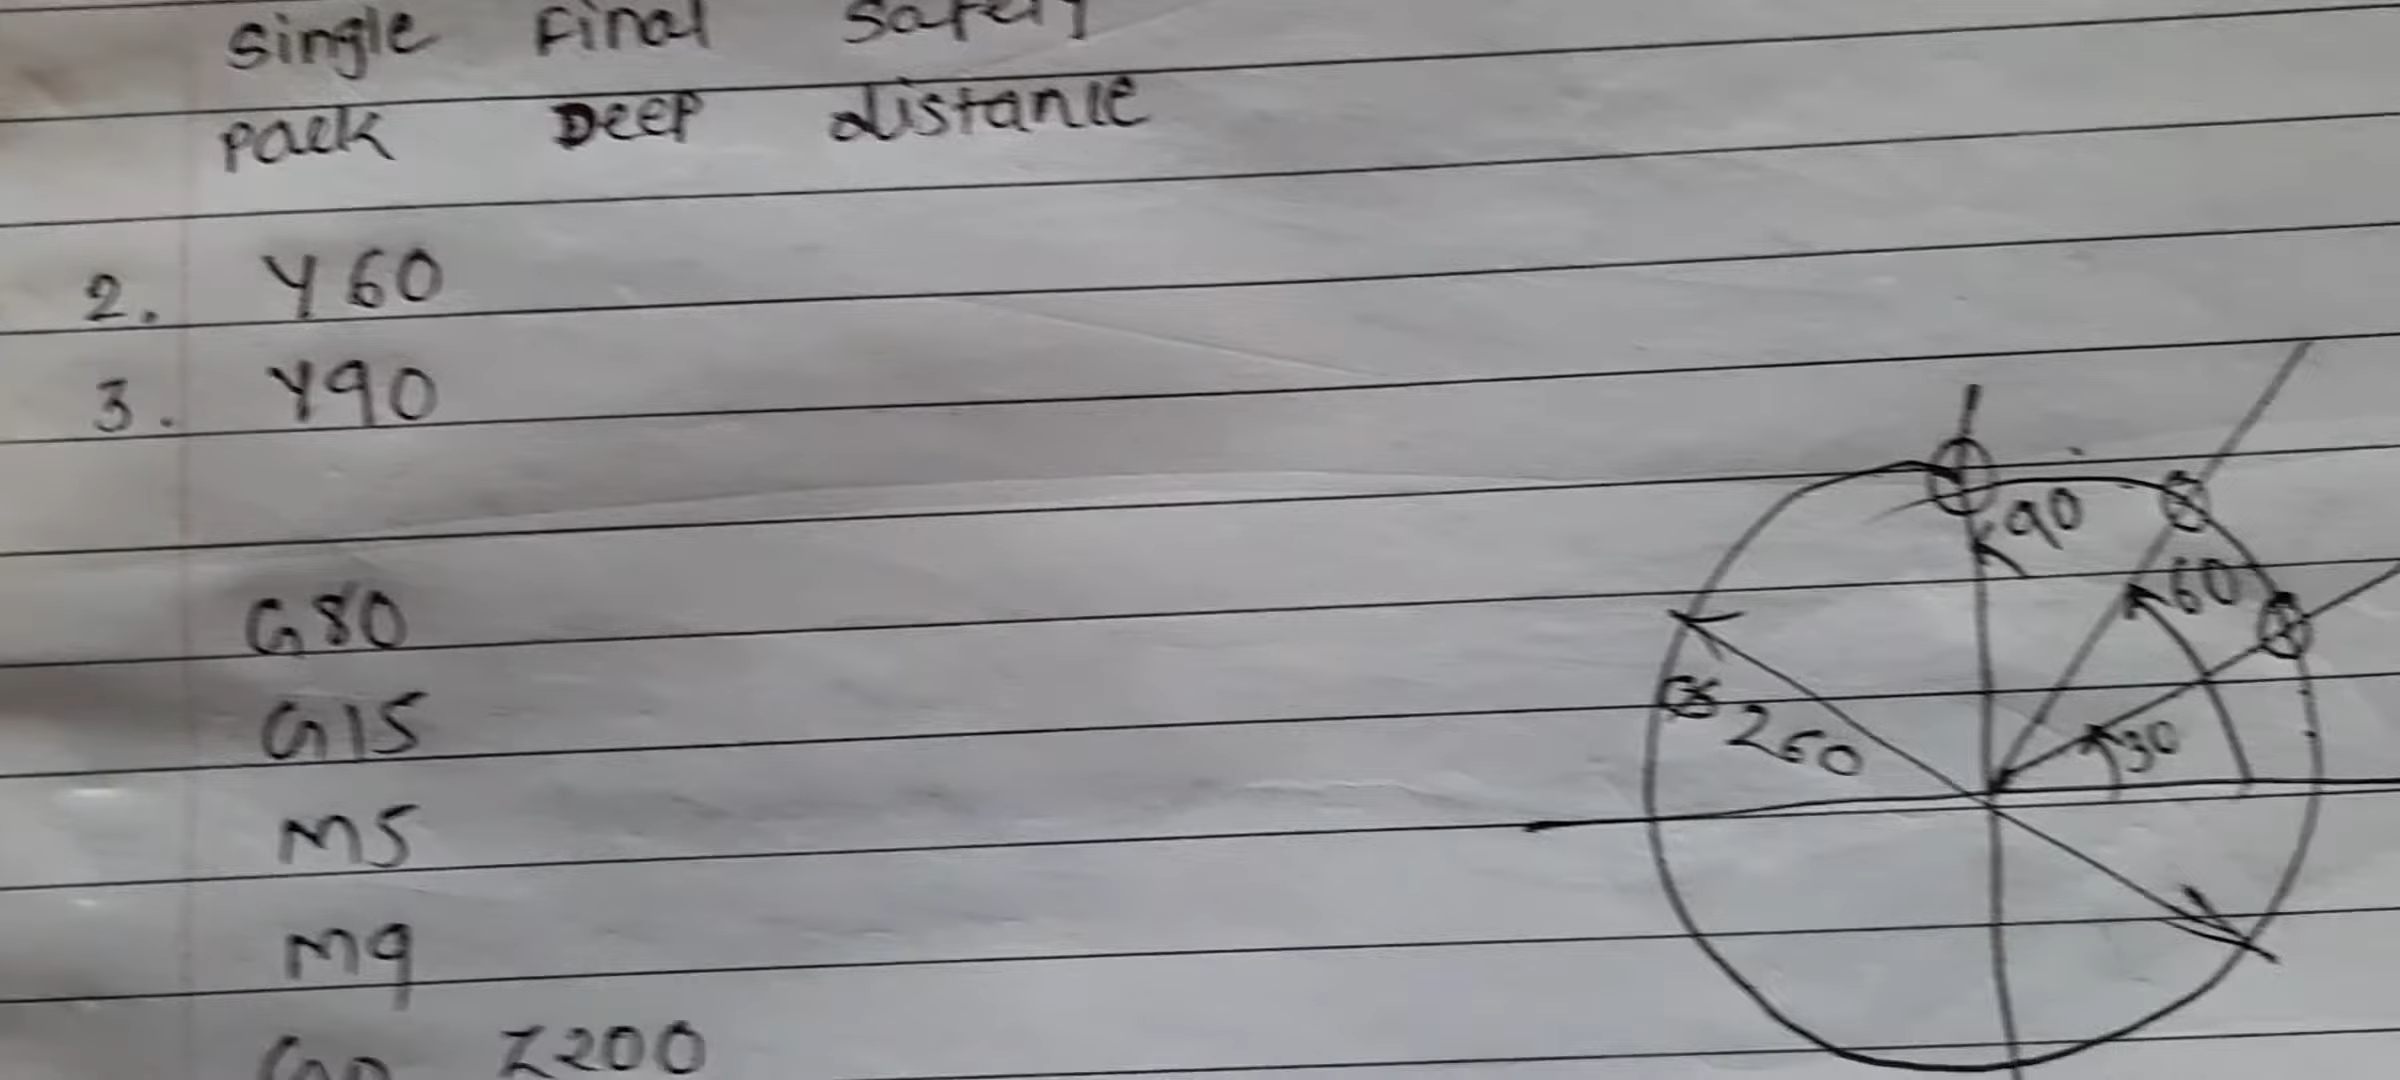 single Final Safety
pack Deep distance
2. Y60
3. Y90
90
60
G80
30
260
G15
M5
M9
G0 Z200